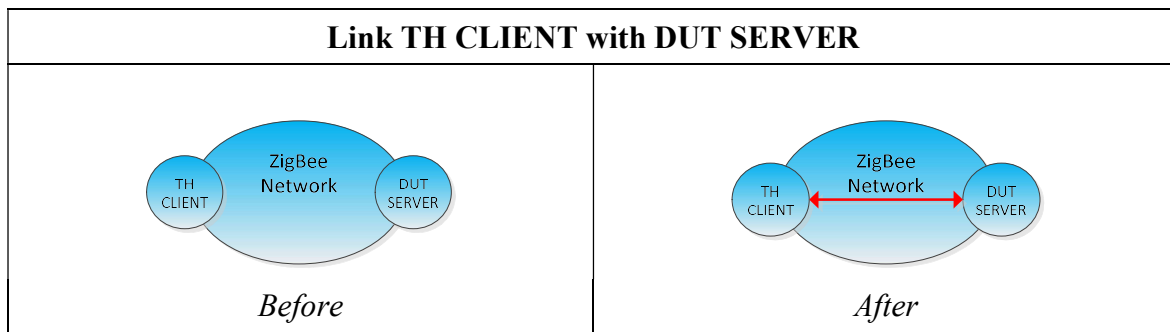 Link TH CLIENT with DUT SERVER
ZigBee
Network
TH
CLIENT
DUT
SERVER
Before
ZigBee
Network
TH
CLIENT
DUT
SERVER
After